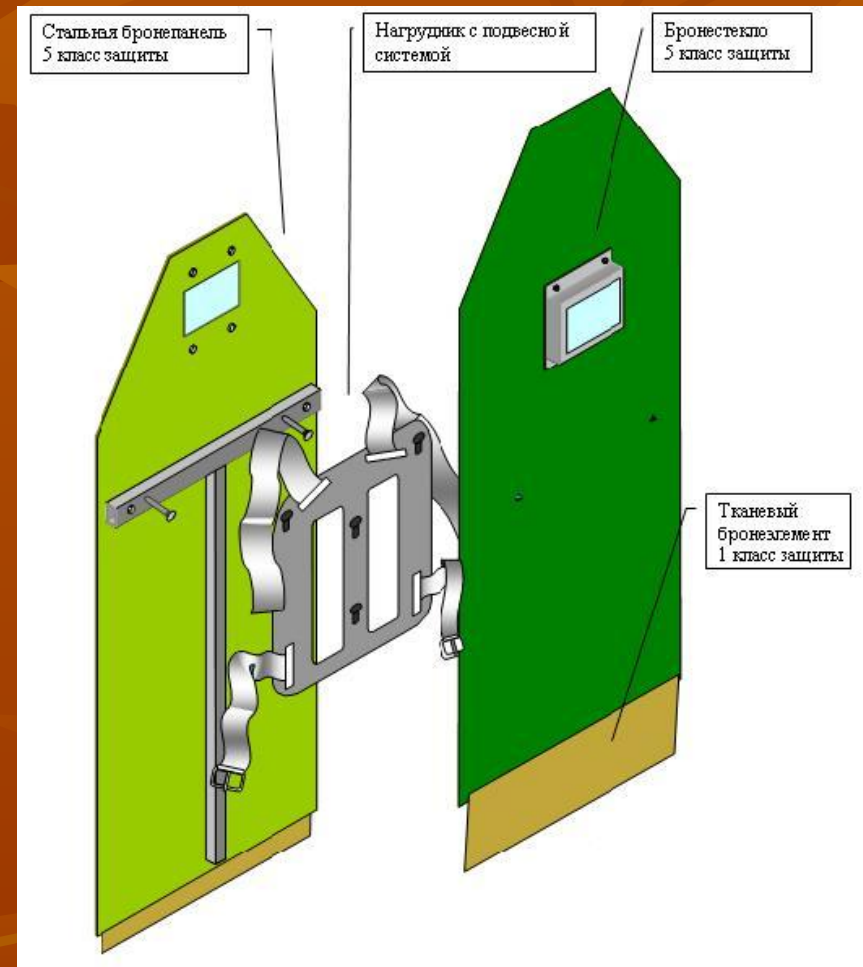 Стальная бронепанель
5 класс защиты
Нагрудник с подвесной
системой
Бронестекло
5 класс защиты
Тканевый
бронеэлемент
1 класс защиты